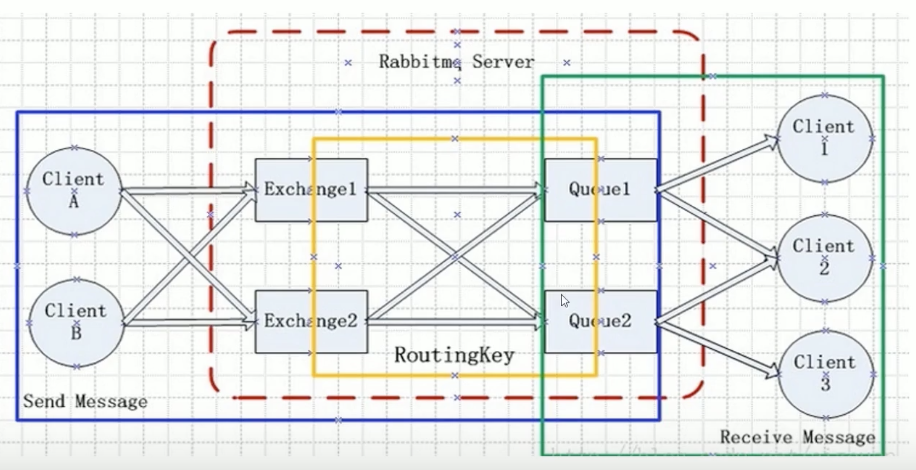 Rabbitmq Server
Client
A
Client
B
Exchange1
Exchange2
Queue1
Queue2
RoutingKey
Client
1
Client
2
Client
3
Send Message
Receive Message